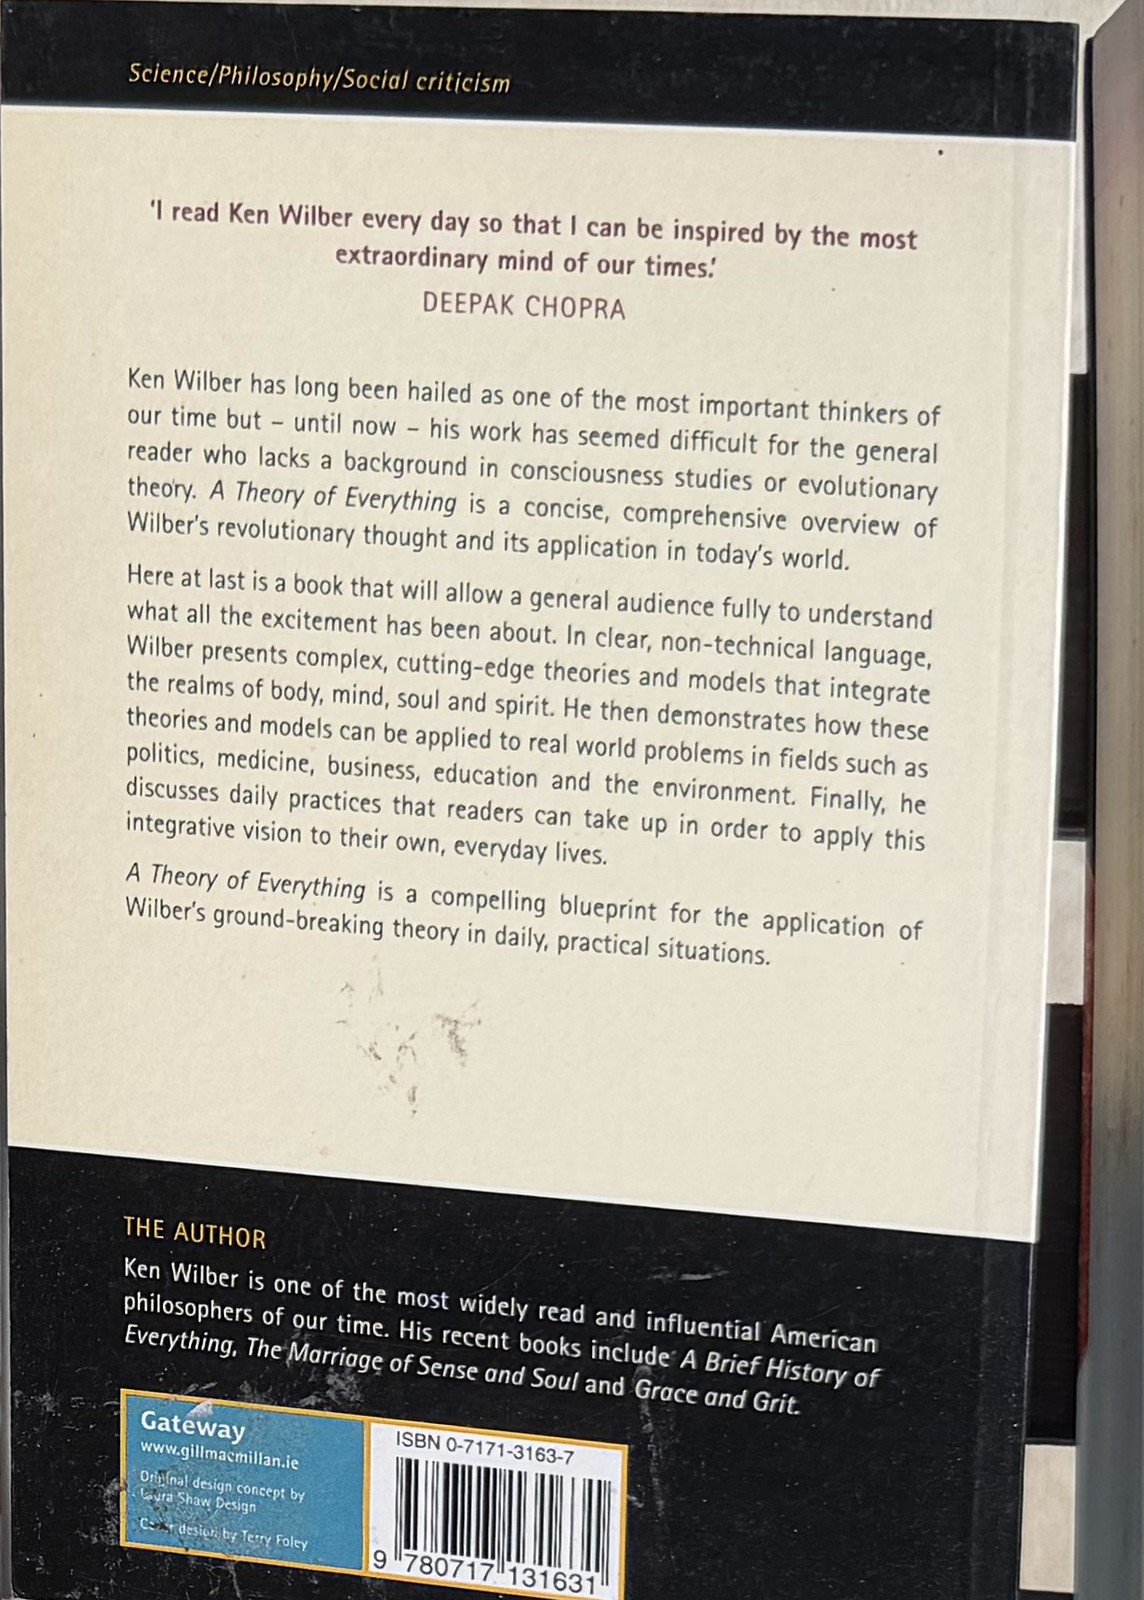 Science/Philosophy/Social criticism
'I read Ken Wilber every day so that I can be inspired by the most
extraordinary mind of our times.'
DEEPAK CHOPRA
Ken Wilber has long been hailed as one of the most important thinkers of
our time but – until now – his work has seemed difficult for the general
reader who lacks a background in consciousness studies or evolutionary
theory. A Theory of Everything is a concise, comprehensive overview of
Wilber's revolutionary thought and its application in today's world.
Here at last is a book that will allow a general audience fully to understand
what all the excitement has been about. In clear, non-technical language,
Wilber presents complex, cutting-edge theories and models that integrate
the realms of body, mind, soul and spirit. He then demonstrates how these
theories and models can be applied to real world problems in fields such as
politics, medicine, business, education and the environment. Finally, he
discusses daily practices that readers can take up in order to apply this
integrative vision to their own, everyday lives.
A Theory of Everything is a compelling blueprint for the application of
Wilber's ground-breaking theory in daily, practical situations.
THE AUTHOR
Ken Wilber is one of the most widely read and influential American
philosophers of our time. His recent books include A Brief History of
Everything, The Marriage of Sense and Soul and Grace and Grit.
Gateway
www.gillmacmillan.ie
Original design concept by
Laura Shaw Design
Cover design by Terry Foley
ISBN 0-7171-3163-7
9 780717 131631